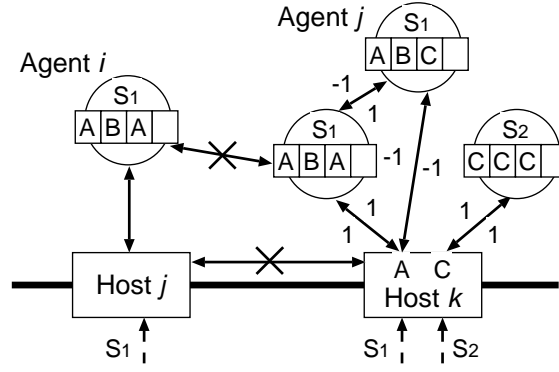 Agent j
S1
A B C
Agent i
S1
A B A
-1
1
S1
A B A
-1
-1
S2
C C C
1
1
1
1
Host j
A C
Host k
S1
S1
S2